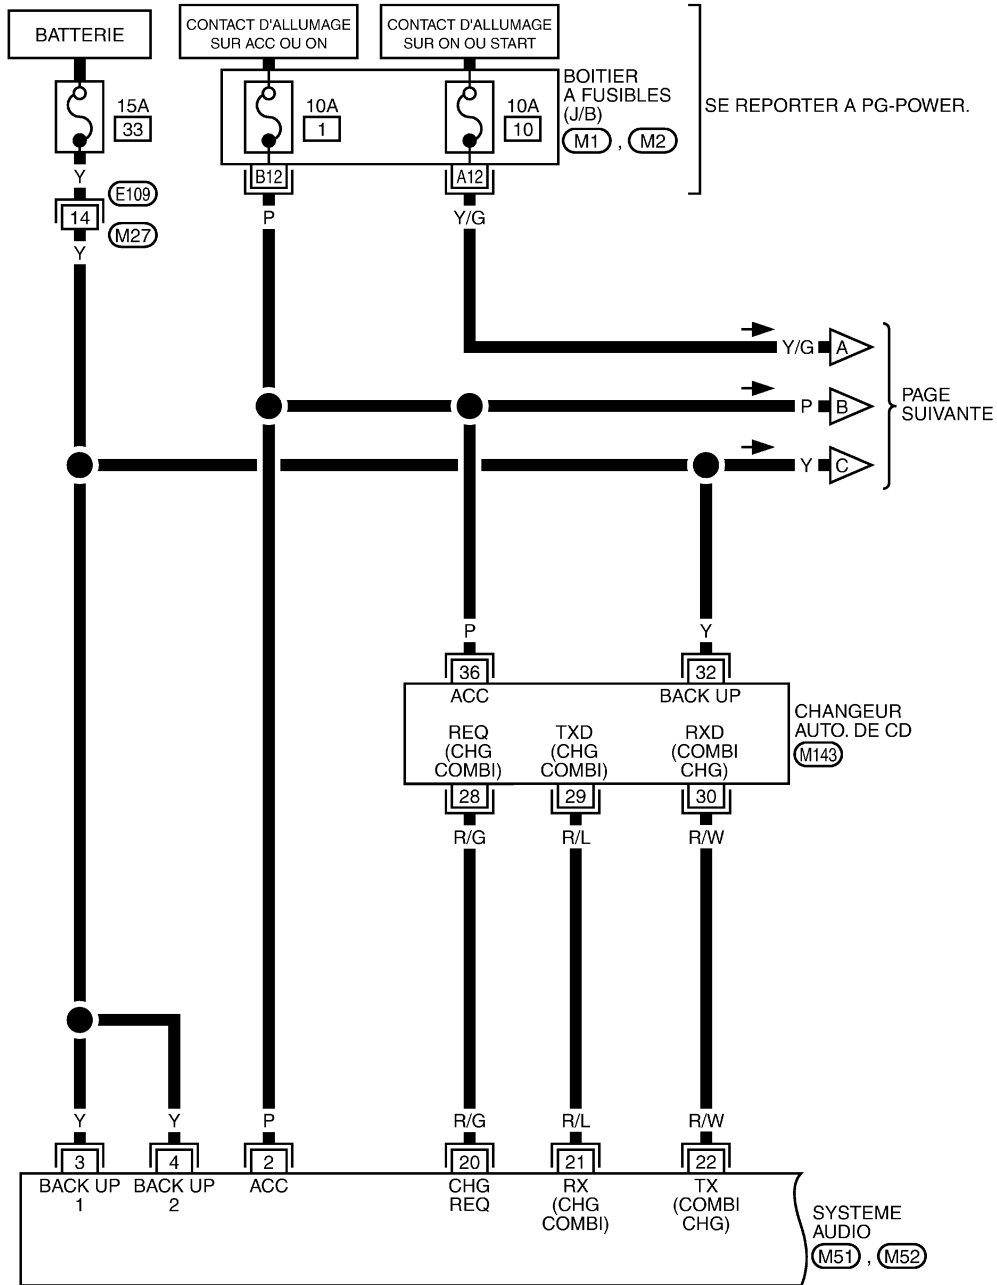 BATTERIE
CONTACT D'ALLUMAGE
SUR ACC OU ON
CONTACT D'ALLUMAGE
SUR ON OU START
15A
33
10A
1
10A
10
BOITIER
A FUSIBLES
(J/B)
M1 , M2
SE REPORTER A PG-POWER.
Y
E109
14
M27
Y
B12
P
A12
Y/G
Y/G
A
P
B
Y
C
PAGE
SUIVANTE
P
Y
36
32
ACC
BACK UP
REQ
(CHG
COMBI)
TXD
(CHG
COMBI)
RXD
(COMBI
CHG)
CHANGEUR
AUTO. DE CD
M143
28
29
30
R/G
R/L
R/W
Y
Y
P
R/G
R/L
R/W
3
4
2
20
21
22
BACK UP
1
BACK UP
2
ACC
CHG
REQ
RX
(CHG
COMBI)
TX
(COMBI
CHG)
SYSTEME
AUDIO
M51 , M52